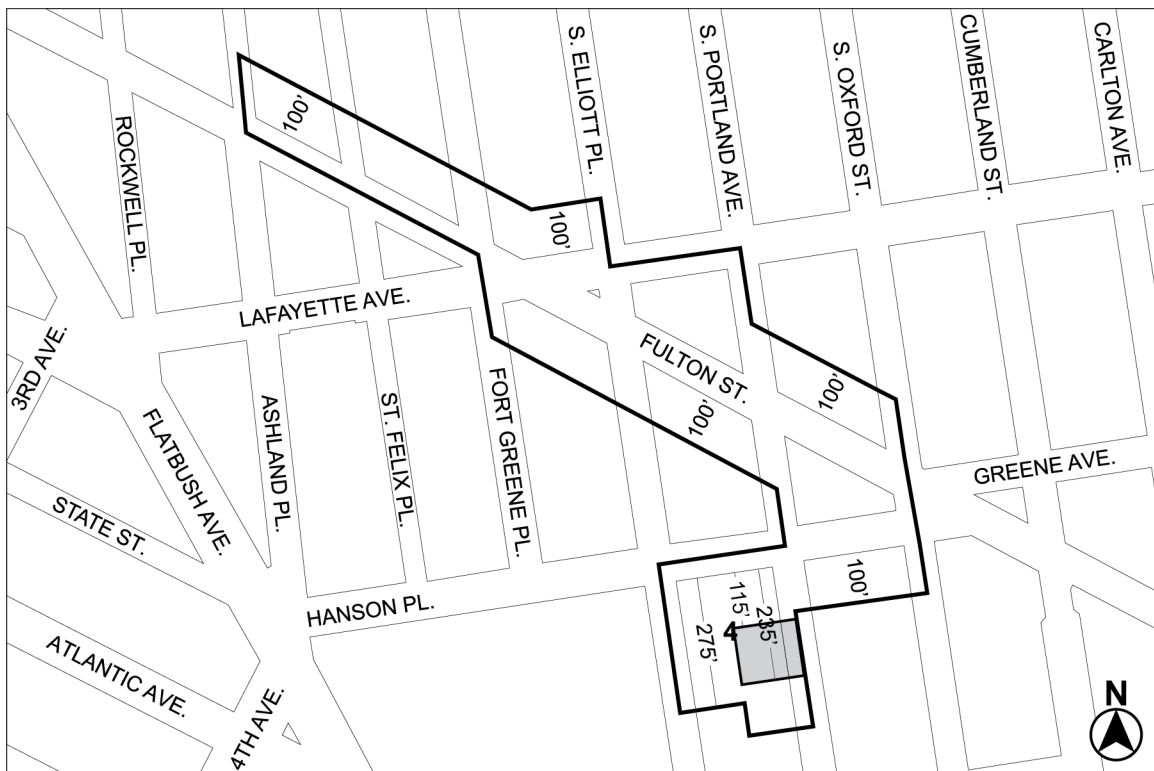 S. ELLIOTT PL.
S. PORTLAND AVE.
S. OXFORD ST.
CUMBERLAND ST.
CARLTON AVE.
100’
ROCKWELL PL.
100’
LAFAYETTE AVE.
3RD AVE.
FULTON ST.
100’
100’
FLATBUSH AVE.
ASHLAND PL.
ST. FELIX PL.
FORT GREENE PL.
GREENE AVE.
STATE ST.
HANSON PL.
100’
115’
235’
275’
4
ATLANTIC AVE.
4TH AVE.
N